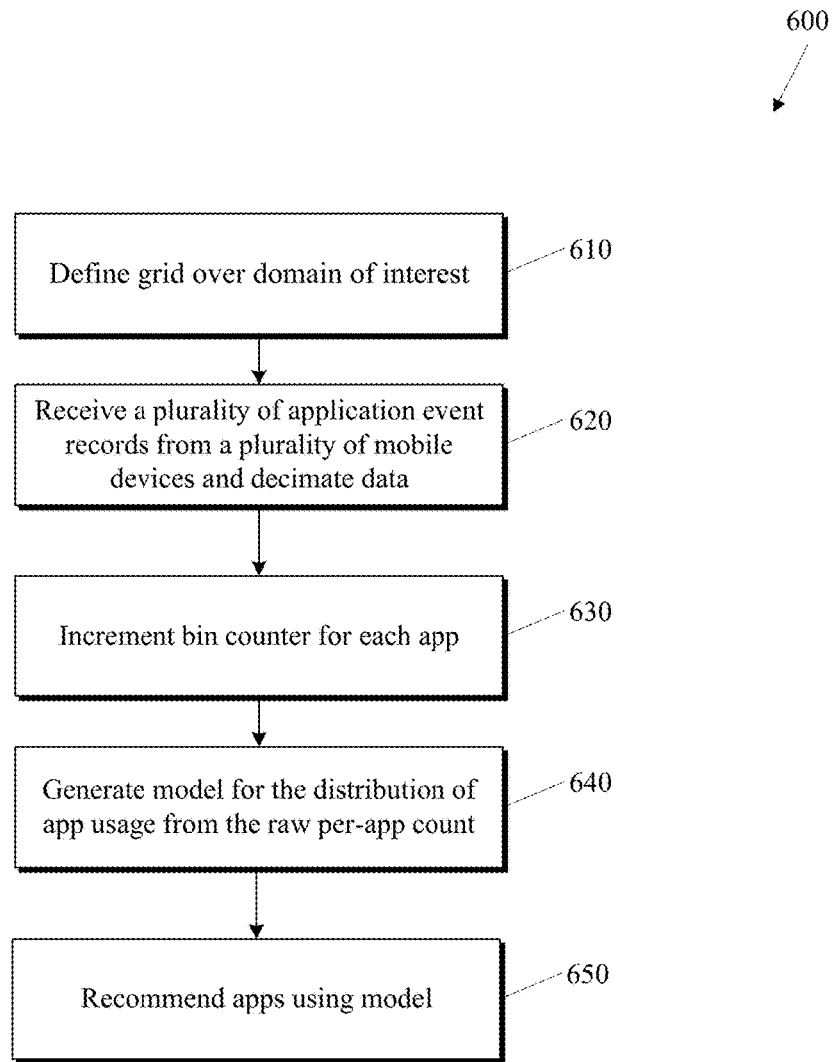 600
Define grid over domain of interest
610
Receive a plurality of application event
records from a plurality of mobile
devices and decimate data
620
Increment bin counter for each app
630
Generate model for the distribution of
app usage from the raw per-app count
640
Recommend apps using model
650